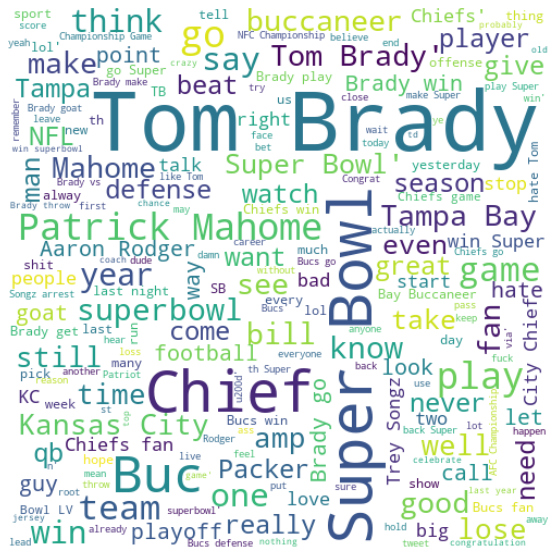 sport
score
Championship Game
NFC Championship
think
go
buccaneer
Chiefs'
thing
probably
yeah
lol'
tell
believe
end
old
go Super
make
point
say
Tom Brady'
player
offense
play Super
Brady play
make Super
win'
crazy
try
Tampa
TB
beat
us
Brady win
give
remember
Brady goat
leave
Brady make
th
face
bet
close
wait
today
td
ye
Tom Brady
NFL
new
right
win superbowl
Brady vs
like Tom
Congrat
Super Bowl'
man
Mahome
talk
yesterday
hate Tom
Brady throw
first
chance
may
defense
alway
watch
season
stop
Chiefs game
Chiefs win
actually
Patrick Mahome
career
Tampa Bay
coach
dude
damn
Bucs go
Chiefs go
Aaron Rodger
want
even
win Super
shit
much
without
Songz arrest
year
way
see
bad
great
Bay Buccaneer
game
people
last night
SB
every
start
hate
goat
superbowl
Bucs
lol
pass
keep
via'
anyone
Brady get
last
run
come
bill
take
fan
City Chief
hear
loss
another
Patriot
still
football
know
look
day
fuck
reason
pick
many
th Super
u200d
everyone
back
Super Bowl
KC
week
time
Chief
Brady go
never
two
let
happen
st
top
Bucs win
amp
use
back Super
Trey Songz
AFC Championship
Kansas City
play
qb
Chiefs fan
n
mean
throw
hope
game'
Rodger
ass
feel
well
lot
last year
need
guy
Buc
Packer
call
celebrate
live
put
sure
show
Bowl LV
root
team
one
love
good
big
Bucs fan
jersey
already
superbowl
lose
lead
win
playoff
really
Bucs defense
nothing
hold
away
tweet
congratulation